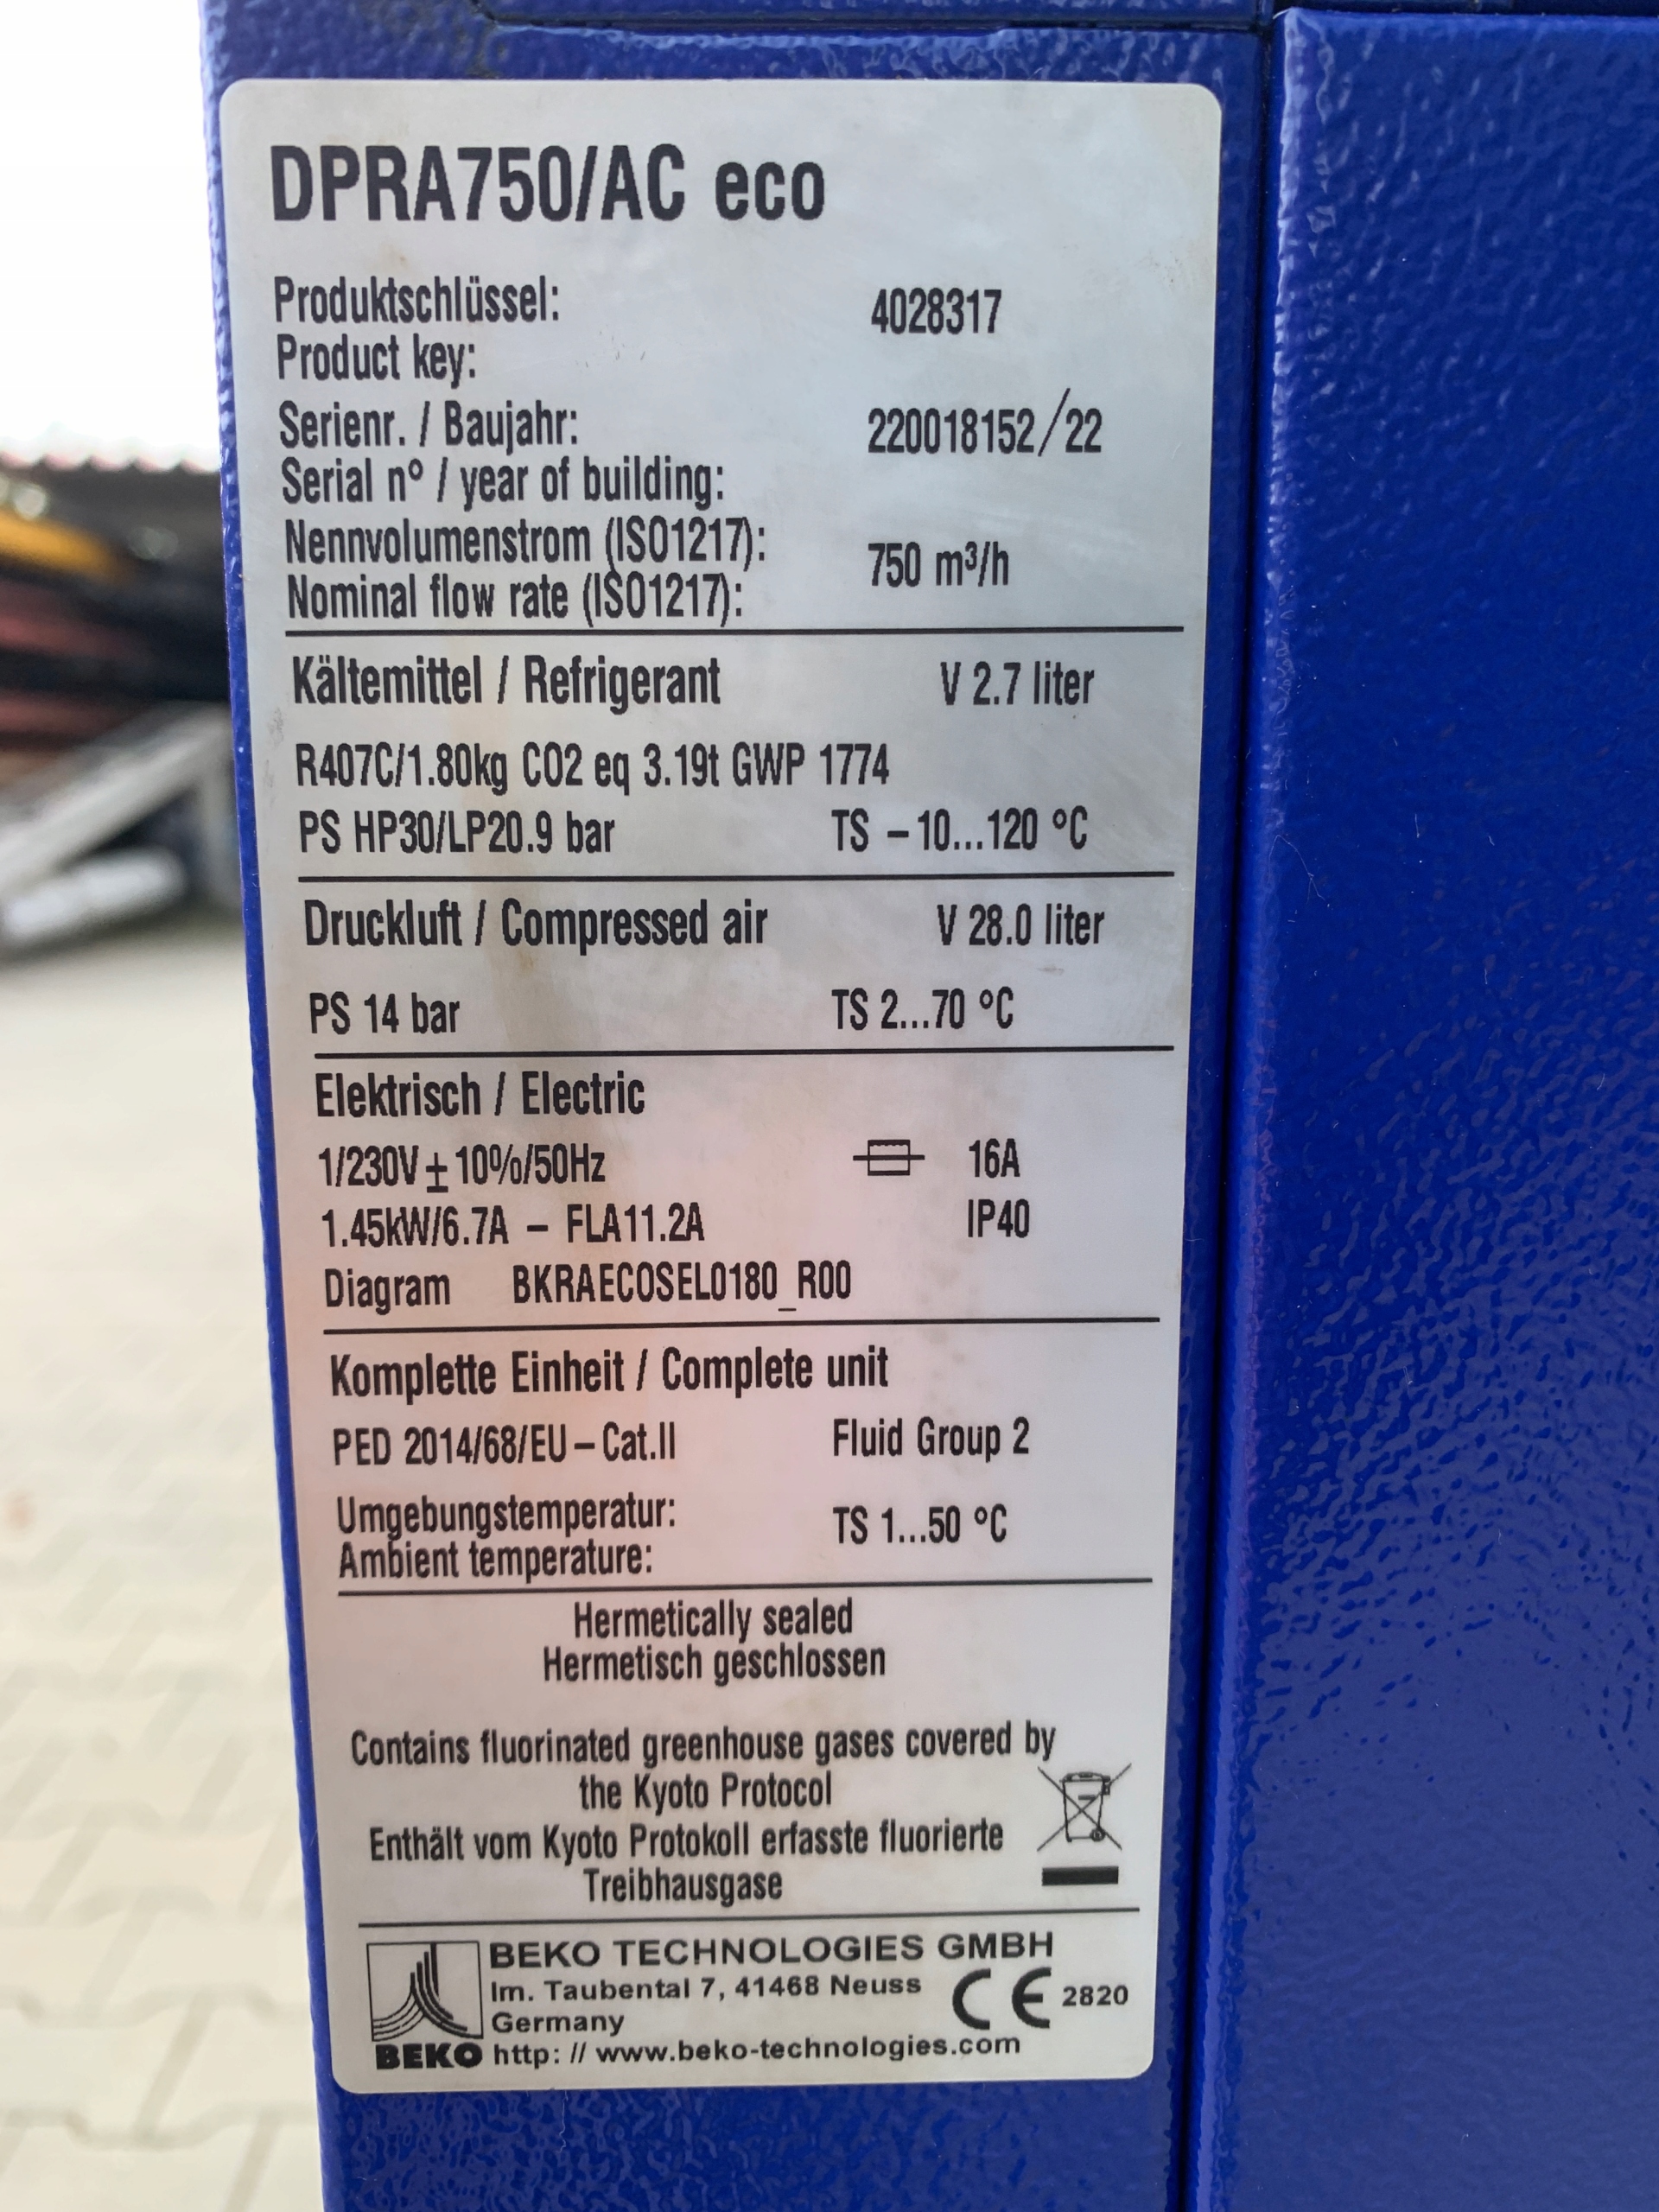 DPRA750/AC eco
Produktschlüssel: 4028317
Product key:
Serienr. / Baujahr: 220018152/22
Serial nº / year of building:
Nennvolumenstrom (ISO1217): 750 m³/h
Nominal flow rate (ISO1217):
Kältemittel / Refrigerant V 2.7 liter
R407C/1.80kg CO2 eq 3.19t GWP 1774
PS HP30/LP20.9 bar TS –10...120 °C
Druckluft / Compressed air V 28.0 liter
PS 14 bar TS 2...70 °C
Elektrisch / Electric
1/230V±10%/50Hz 16A
1.45kW/6.7A – FLA11.2A IP40
Diagram BKRAECOSEL0180_R00
Komplette Einheit / Complete unit
PED 2014/68/EU – Cat.II Fluid Group 2
Umgebungstemperatur: TS 1...50 °C
Ambient temperature:
Hermetically sealed
Hermetisch geschlossen
Contains fluorinated greenhouse gases covered by
the Kyoto Protocol
Enthält vom Kyoto Protokoll erfasste fluorierte
Treibhausgase
BEKO TECHNOLOGIES GMBH
Im. Taubental 7, 41468 Neuss CE 2820
Germany
BEKO http: // www.beko-technologies.com